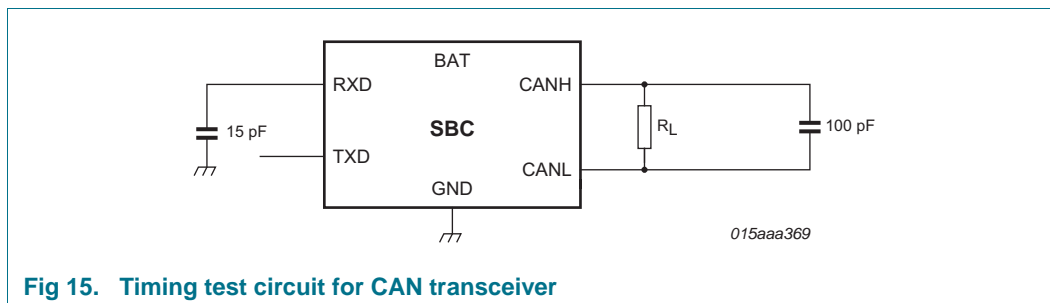 BAT
RXD
CANH
15 pF
SBC
RL
100 pF
TXD
CANL
GND
015aaa369
Fig 15. Timing test circuit for CAN transceiver